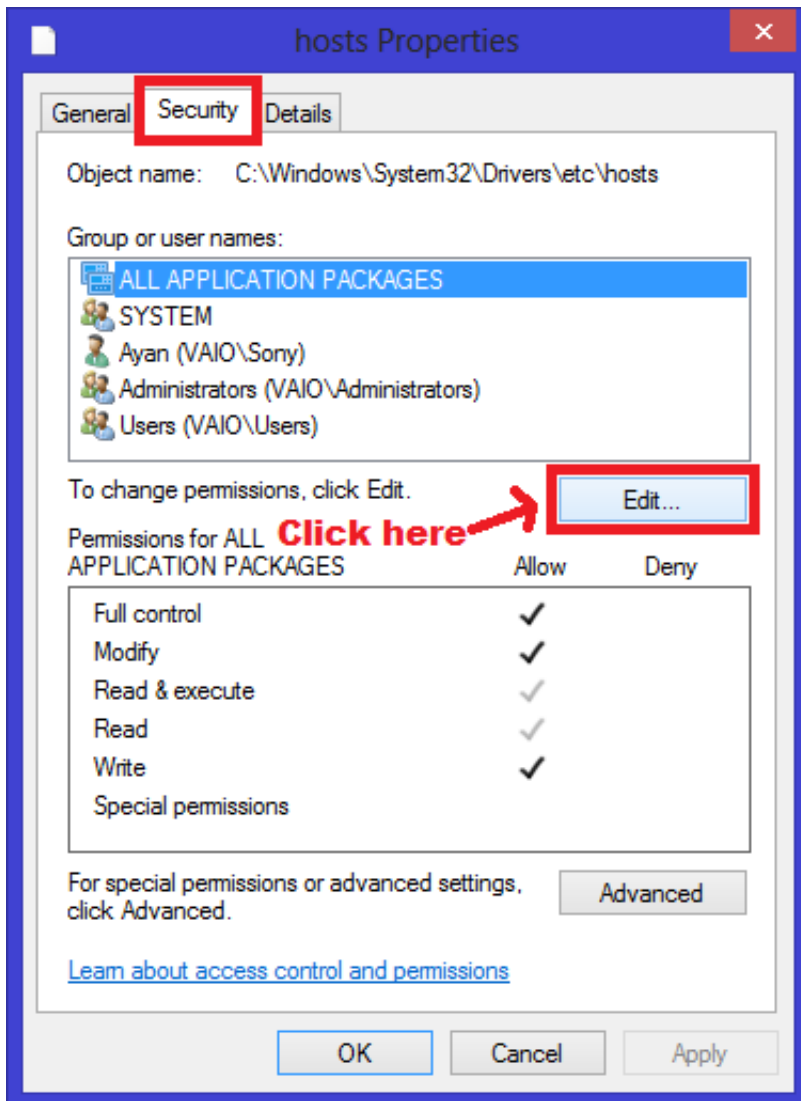 hosts Properties
General Security Details
Object name: C:\Windows\System32\Drivers\etc\hosts
Group or user names:
ALL APPLICATION PACKAGES
SYSTEM
Ayan (VAIO\Sony)
Administrators (VAIO\Administrators)
Users (VAIO\Users)
To change permissions, click Edit.
Edit...
Click here
Permissions for ALL
APPLICATION PACKAGES Allow Deny
Full control
Modify
Read & execute
Read
Write
Special permissions
For special permissions or advanced settings,
click Advanced.
Advanced
Learn about access control and permissions
OK Cancel Apply